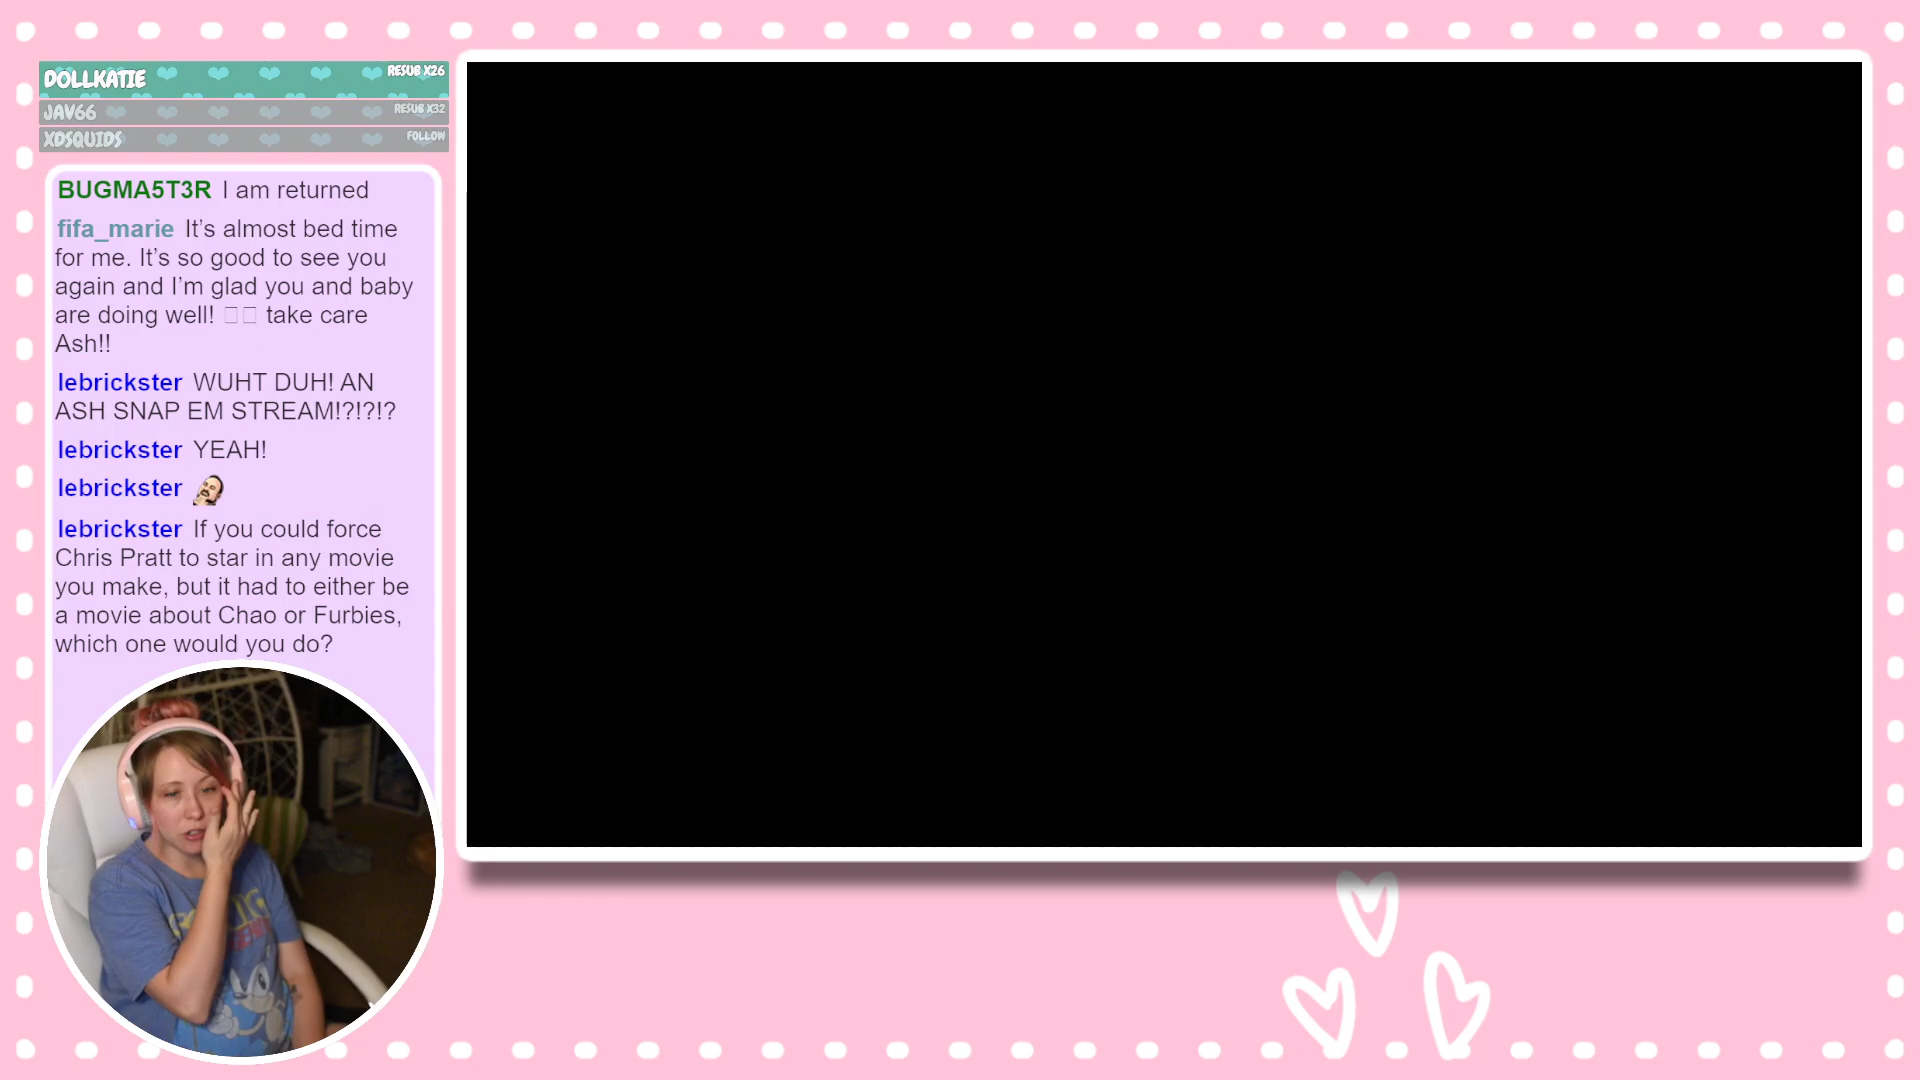 DOLLKATIE RESUB X26
JAV66 RESUB X32
XDSQUIDS FOLLOW
BUGMA5T3R I am returned
fifa_marie It’s almost bed time
for me. It’s so good to see you
again and I’m glad you and baby
are doing well! take care
Ash!!
lebrickster WUHT DUH! AN
ASH SNAP EM STREAM!?!?!?
lebrickster YEAH!
lebrickster
lebrickster If you could force
Chris Pratt to star in any movie
you make, but it had to either be
a movie about Chao or Furbies,
which one would you do?